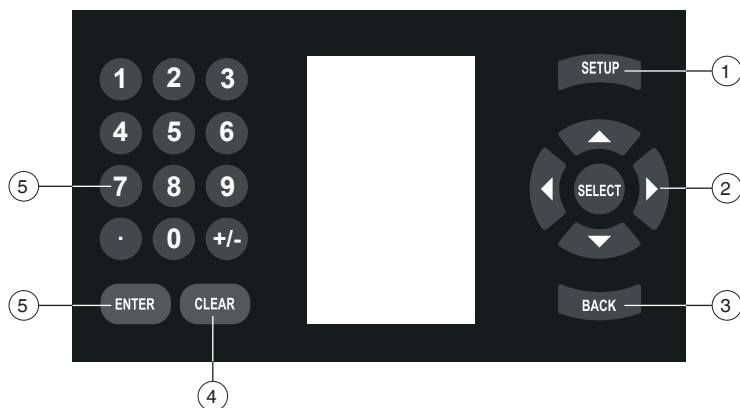 1 2 3
4 5 6
7 8 9
. 0 +/-
ENTER CLEAR
SETUP
SELECT
BACK
1
2
3
4
5
5